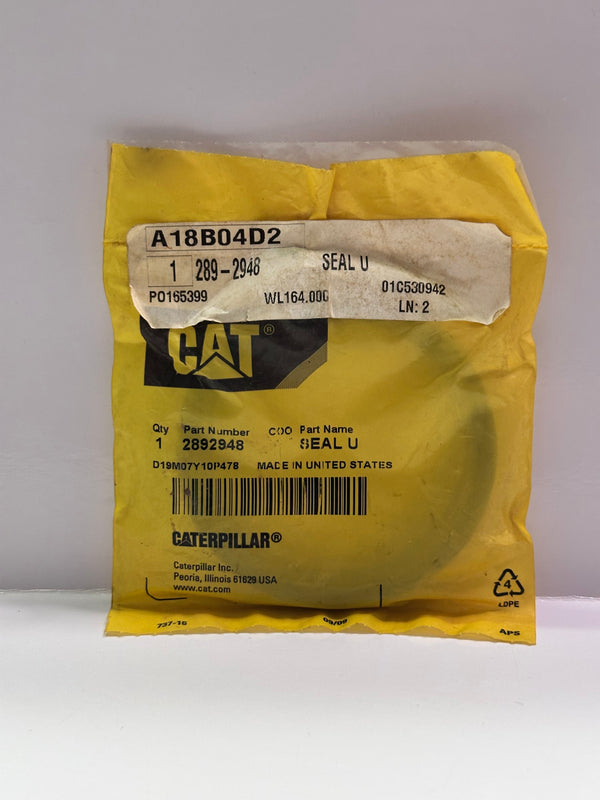 A18B04D2
1 289-2948 SEAL U
PO165399 WL164.00C 01C530942
LN: 2
CAT®
Qty Part Number COO Part Name
1 2892948 SEAL U
D19M07Y10P478 MADE IN UNITED STATES
CATERPILLAR®
Caterpillar Inc.
Peoria, Illinois 61629 USA
www.cat.com
4
LDPE
737-16 09/09 APS